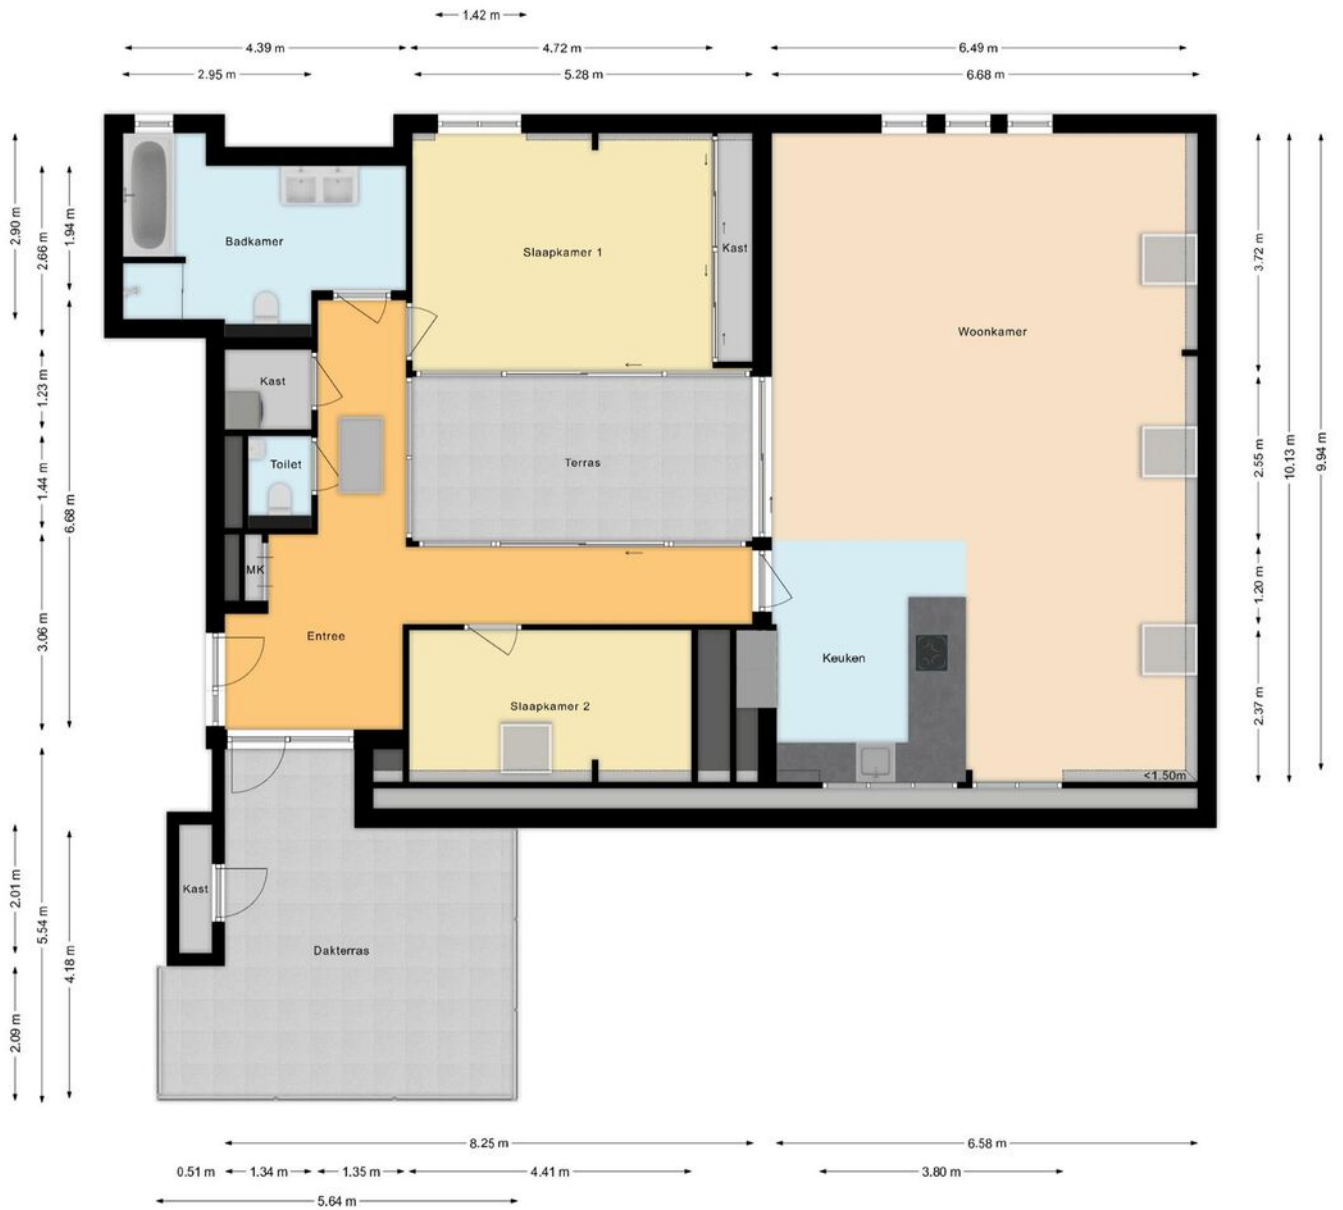 1.42 m
4.39 m
4.72 m
6.49 m
2.95 m
5.28 m
6.68 m
2.90 m
2.66 m
1.94 m
Badkamer
Slaapkamer 1
Kast
Woonkamer
3.72 m
10.13 m
9.94 m
1.23 m
Kast
1.44 m
6.68 m
Toilet
Terras
2.55 m
MK
1.20 m
3.06 m
Entree
Keuken
Slaapkamer 2
2.37 m
<1.50m
2.01 m
5.54 m
4.18 m
Kast
Dakterras
2.09 m
8.25 m
6.58 m
0.51 m
1.34 m
1.35 m
4.41 m
3.80 m
5.64 m